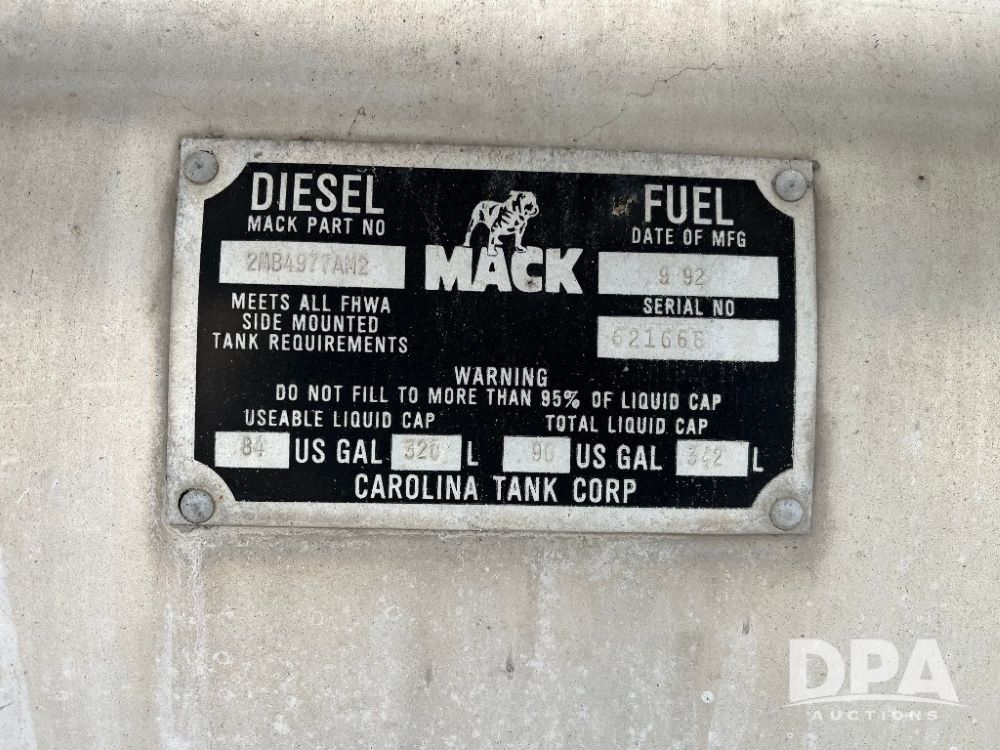 DIESEL
MACK PART NO
2MB4977AM2
MEETS ALL FHWA
SIDE MOUNTED
TANK REQUIREMENTS
MACK
FUEL
DATE OF MFG
9 92
SERIAL NO
WARNING
DO NOT FILL TO MORE THAN 95% OF LIQUID CAP
USEABLE LIQUID CAP TOTAL LIQUID CAP
84 US GAL 320 L 90 US GAL 342 L
CAROLINA TANK CORP
DPA
AUCTIONS